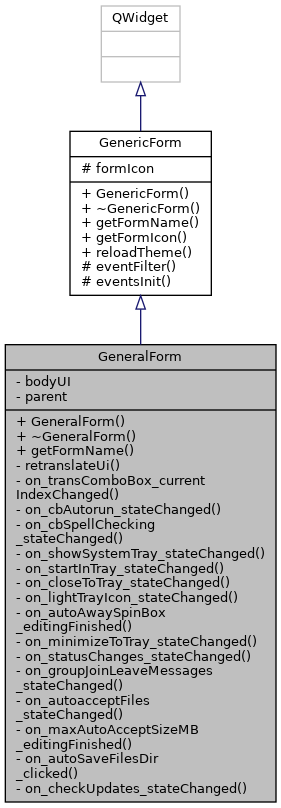 QWidget
GenericForm
# formIcon
+ GenericForm()
+ ~GenericForm()
+ getFormName()
+ getFormIcon()
+ reloadTheme()
# eventFilter()
# eventsInit()
GeneralForm
- bodyUI
- parent
+ GeneralForm()
+ ~GeneralForm()
+ getFormName()
- retranslateUi()
- on_transComboBox_current
IndexChanged()
- on_cbAutorun_stateChanged()
- on_cbSpellChecking
_stateChanged()
- on_showSystemTray_stateChanged()
- on_startInTray_stateChanged()
- on_closeToTray_stateChanged()
- on_lightTrayIcon_stateChanged()
- on_autoAwaySpinBox
_editingFinished()
- on_minimizeToTray_stateChanged()
- on_statusChanges_stateChanged()
- on_groupJoinLeaveMessages
_stateChanged()
- on_autoacceptFiles
_stateChanged()
- on_maxAutoAcceptSizeMB
_editingFinished()
- on_autoSaveFilesDir
_clicked()
- on_checkUpdates_stateChanged()